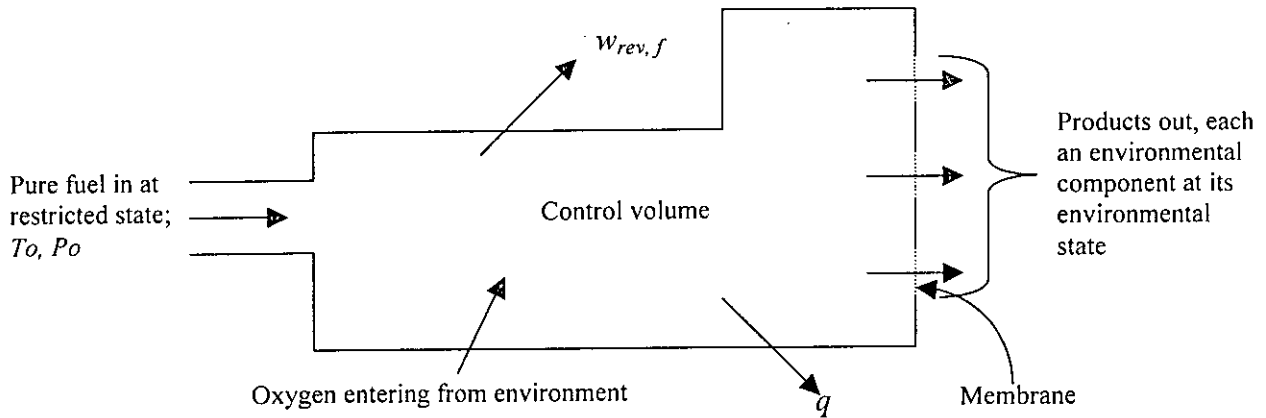 w_rev, f
Pure fuel in at
restricted state;
To, Po
Control volume
Products out, each
an environmental
component at its
environmental
state
Oxygen entering from environment
q
Membrane